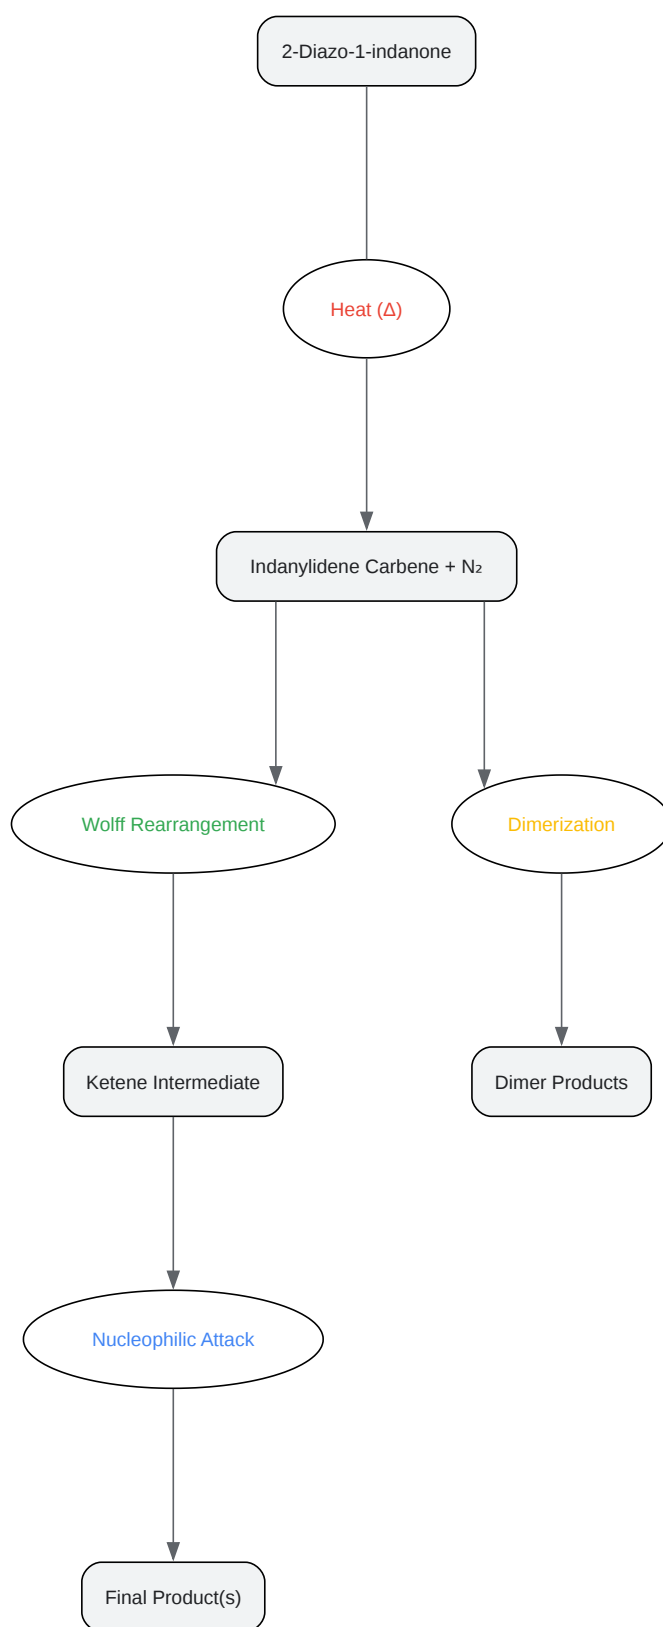 2-Diazo-1-indanone
Heat (Δ)
Indanylidene Carbene + N₂
Wolff Rearrangement
Dimerization
Ketene Intermediate
Dimer Products
Nucleophilic Attack
Final Product(s)